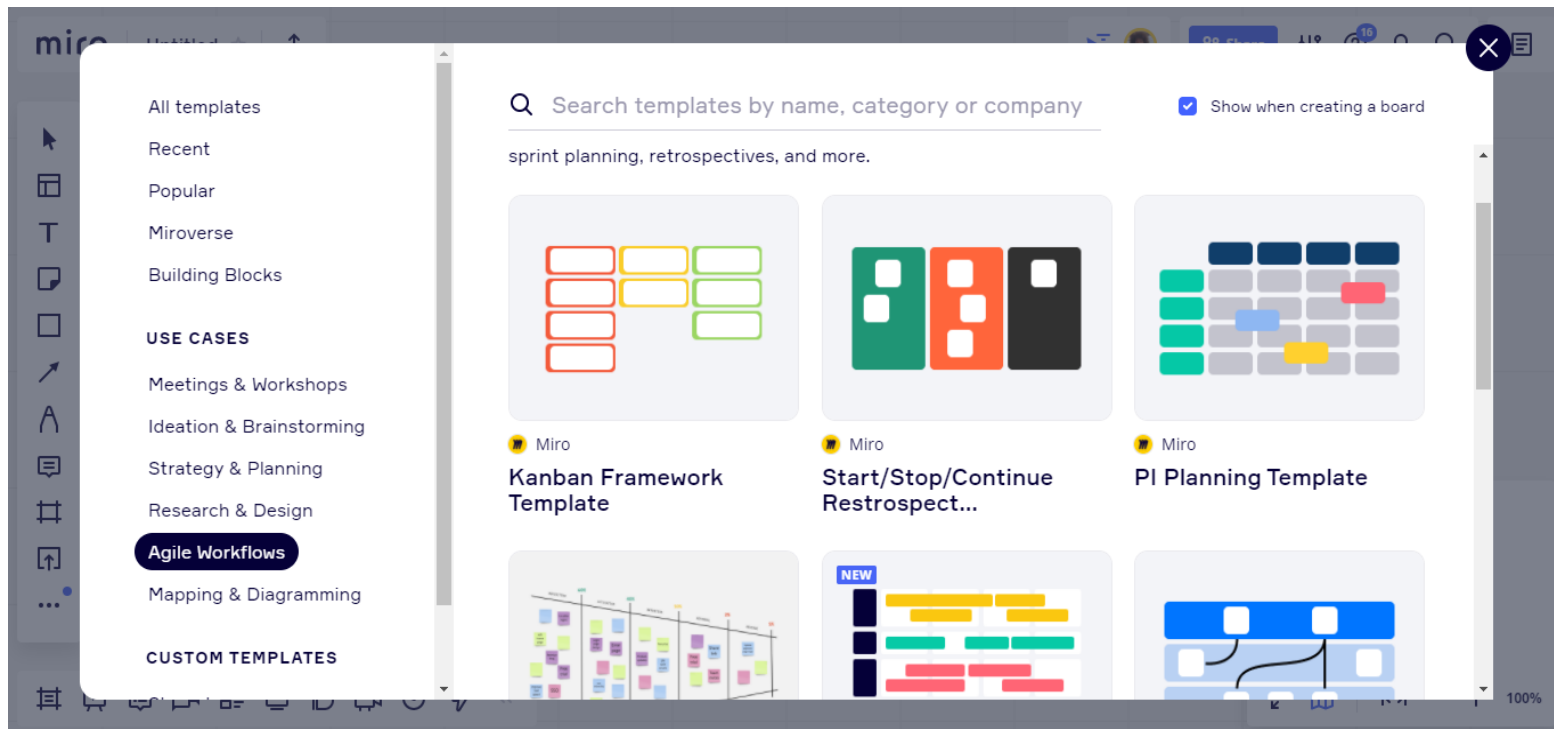 miro
Untitled
Share
16
All templates
Recent
Popular
Miroverse
Building Blocks
USE CASES
Meetings & Workshops
Ideation & Brainstorming
Strategy & Planning
Research & Design
Agile Workflows
Mapping & Diagramming
CUSTOM TEMPLATES
Search templates by name, category or company
Show when creating a board
sprint planning, retrospectives, and more.
Miro
Kanban Framework
Template
Miro
Start/Stop/Continue
Restrospect...
Miro
PI Planning Template
NEW
100%